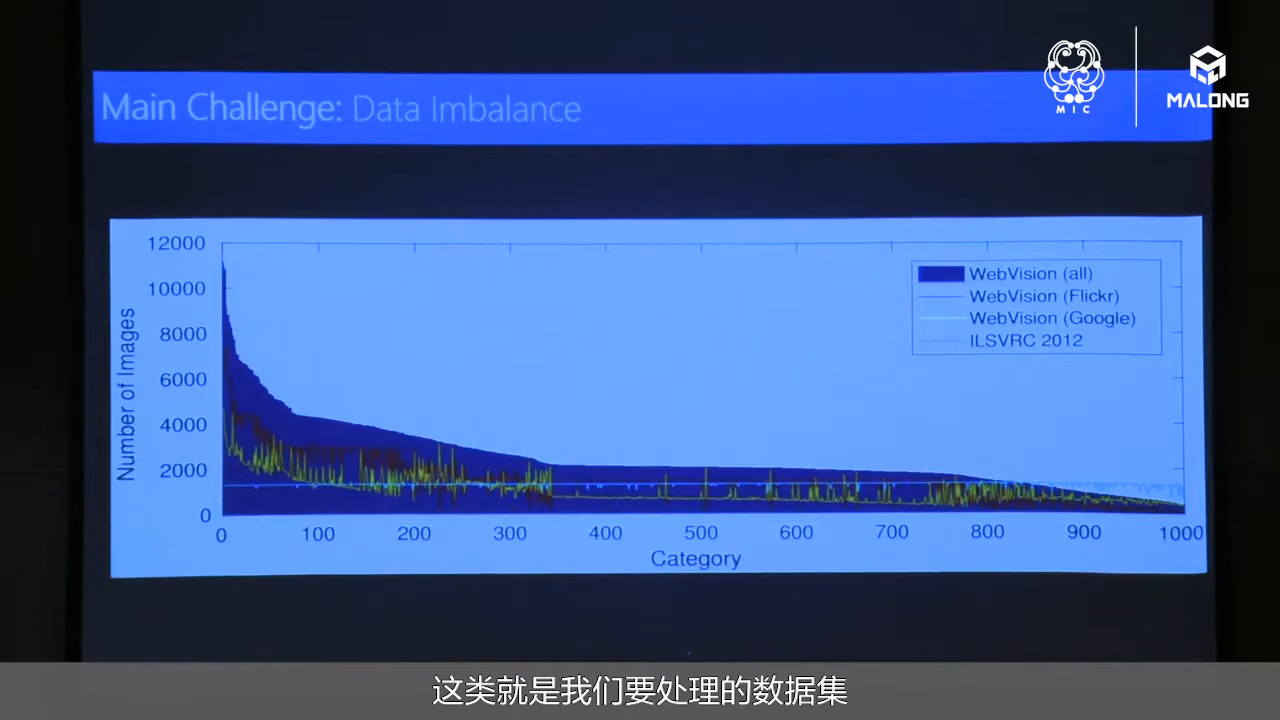 MIC
MALONG
Main Challenge: Data Imbalance
Number of Images
12000
10000
8000
6000
4000
2000
0
WebVision (all)
WebVision (Flickr)
WebVision (Google)
ILSVRC 2012
0 100 200 300 400 500 600 700 800 900 1000
Category
这类就是我们要处理的数据集